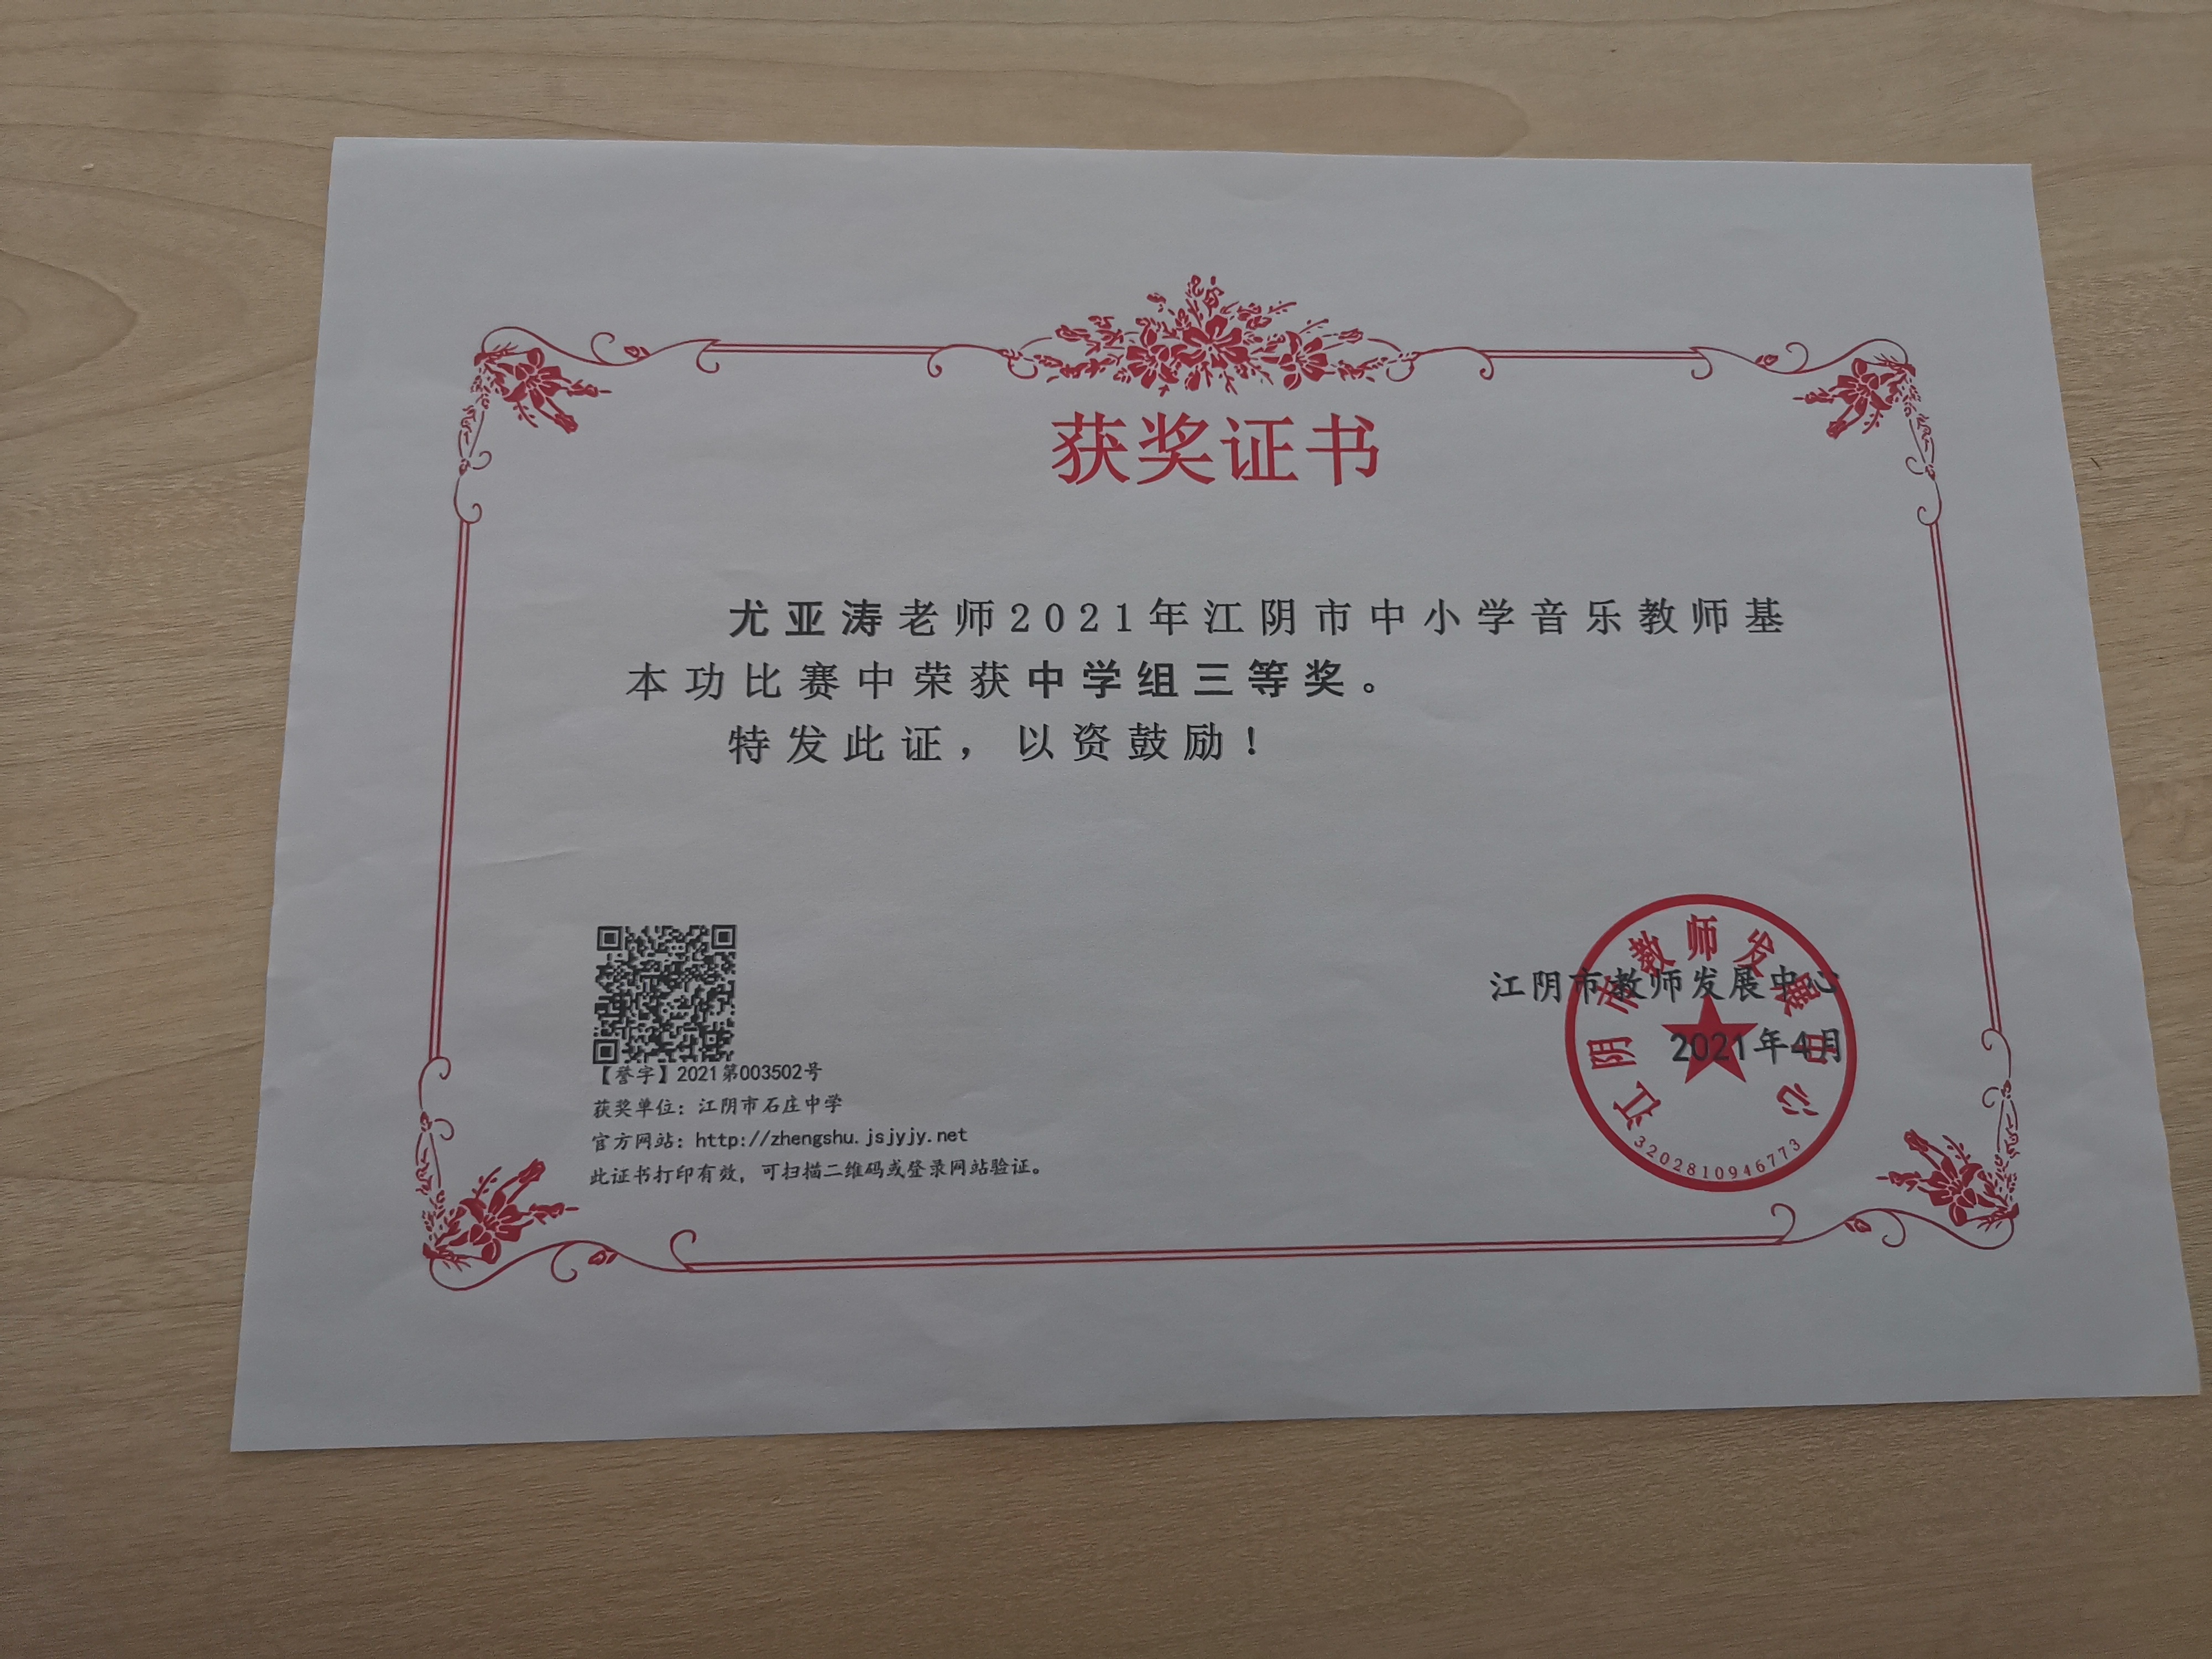 获奖证书
尤亚涛老师2021年江阴市中小学音乐教师基
本功比赛中荣获中学组三等奖。
特发此证，以资鼓励！
江阴市教师发展中心
2021年4月
江阴市教师发展中心
3202810946773
【誉字】2021第003502号
获奖单位：江阴市石庄中学
官方网站：http://zhengshu.jsjyjy.net
此证书打印有效，可扫描二维码或登录网站验证。